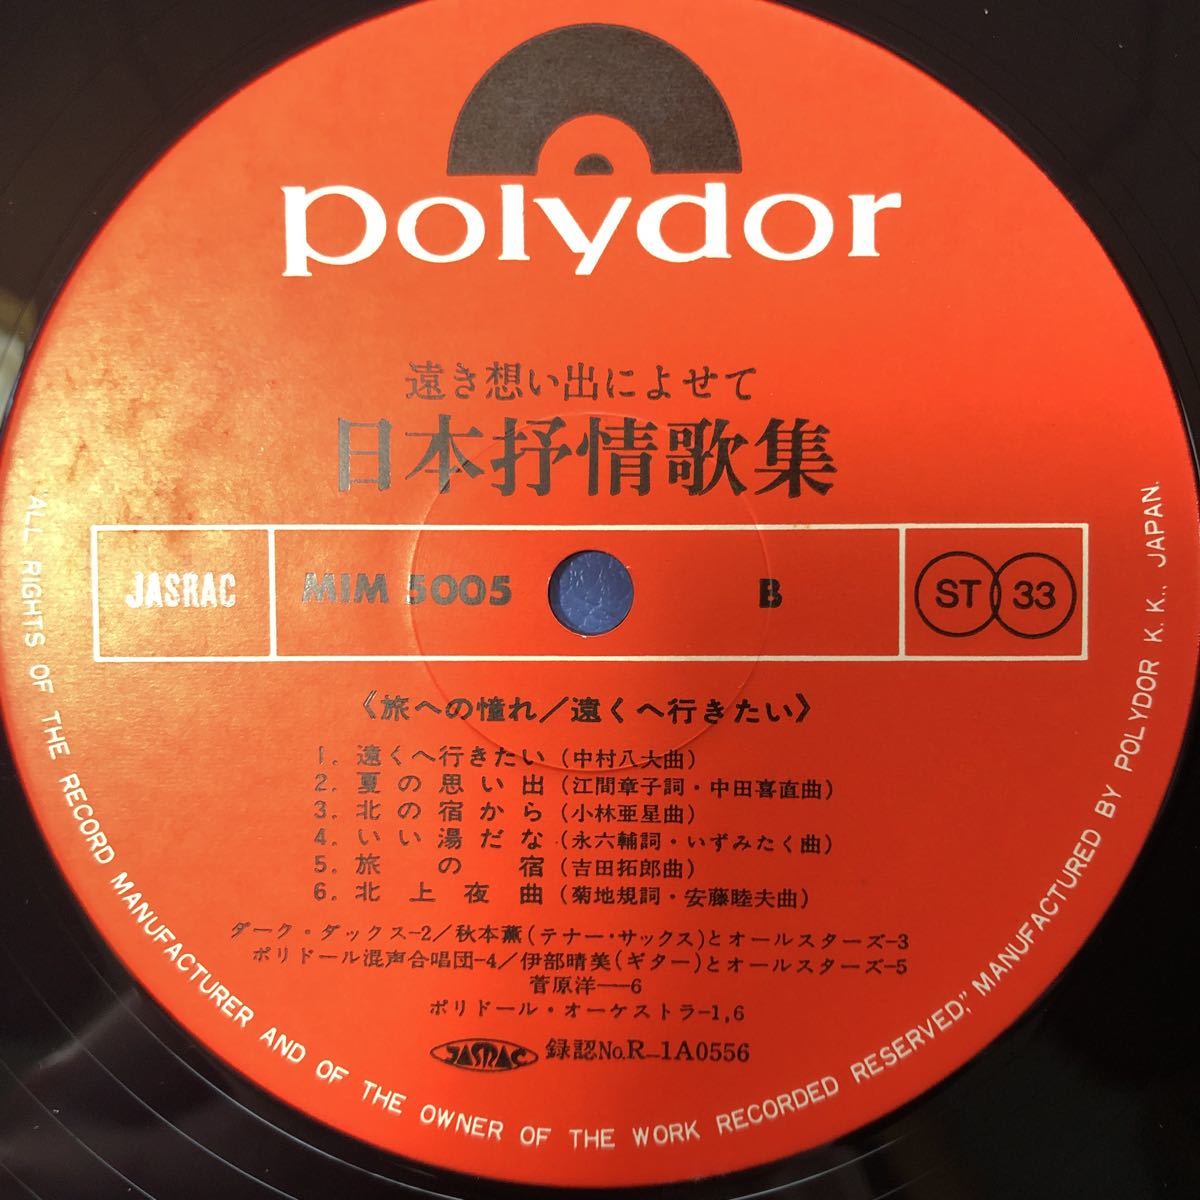 polydor
遠き想い出によせて
日本抒情歌集
JASRAC MIM 5005 B ST 33
《旅への憧れ/遠くへ行きたい》
1. 遠くへ行きたい (中村八大曲)
2. 夏の思い出 (江間章子詞・中田喜直曲)
3. 北の宿から (小林亜星曲)
4. いい湯だな (永六輔詞・いずみたく曲)
5. 旅の宿 (吉田拓郎曲)
6. 北上夜曲 (菊地規詞・安藤睦夫曲)
ダーク・ダックス-2/秋本薫(テナー・サックス)とオールスターズ-3
ポリドール混声合唱団-4/伊部晴美(ギター)とオールスターズ-5
菅原洋一-6
ポリドール・オーケストラ-1,6
JASRAC 録認No.R-1A0556
"ALL RIGHTS OF THE RECORD MANUFACTURER AND OF THE OWNER OF THE WORK RECORDED RESERVED," MANUFACTURED BY POLYDOR K. K., JAPAN.